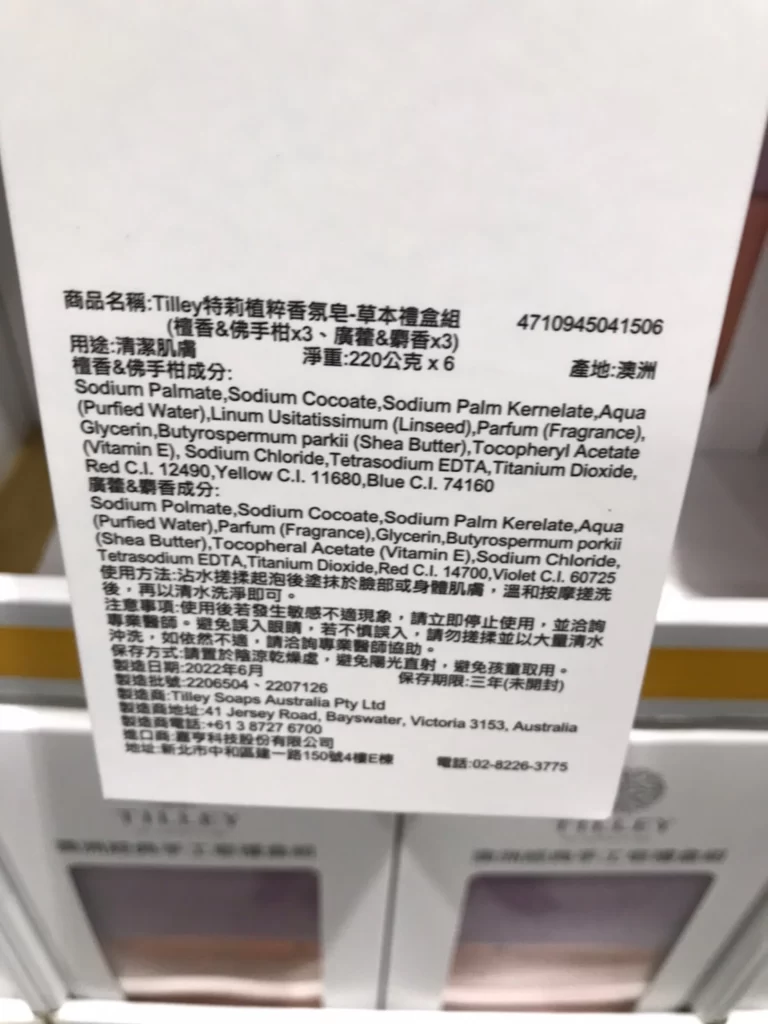 商品名稱:Tilley特莉植粹香氛皂-草本禮盒組
(檀香&佛手柑x3、廣藿&麝香x3)
4710945041506
用途:清潔肌膚
淨重:220公克 x 6
產地:澳洲
檀香&佛手柑成分:
Sodium Palmate,Sodium Cocoate,Sodium Palm Kernelate,Aqua
(Purfied Water),Linum Usitatissimum (Linseed),Parfum (Fragrance),
Glycerin,Butyrospermum parkii (Shea Butter),Tocopheryl Acetate
(Vitamin E), Sodium Chloride,Tetrasodium EDTA,Titanium Dioxide,
Red C.I. 12490,Yellow C.I. 11680,Blue C.I. 74160
廣藿&麝香成分:
Sodium Polmate,Sodium Cocoate,Sodium Palm Kerelate,Aqua
(Purfied Water),Parfum (Fragrance),Glycerin,Butyrospermum porkii
(Shea Butter),Tocopheral Acetate (Vitamin E),Sodium Chloride,
Tetrasodium EDTA,Titanium Dioxide,Red C.I. 14700,Violet C.I. 60725
使用方法:沾水搓揉起泡後塗抹於臉部或身體肌膚，溫和按摩搓洗
後，再以清水洗淨即可。
注意事項:使用後若發生敏感不適現象，請立即停止使用，並洽詢
專業醫師。避免誤入眼睛，若不慎誤入，請勿搓揉並以大量清水
沖洗，如依然不適，請洽詢專業醫師協助。
保存方式:請置於陰涼乾燥處，避免陽光直射，避免孩童取用。
製造日期:2022年6月
保存期限:三年(未開封)
製造批號:2206504、2207126
製造商:Tilley Soaps Australia Pty Ltd
製造商地址:41 Jersey Road, Bayswater, Victoria 3153, Australia
製造商電話:+61 3 8727 6700
進口商:嘉亨科技股份有限公司
地址:新北市中和區建一路150號4樓E棟
電話:02-8226-3775
TILLEY
TILLEY